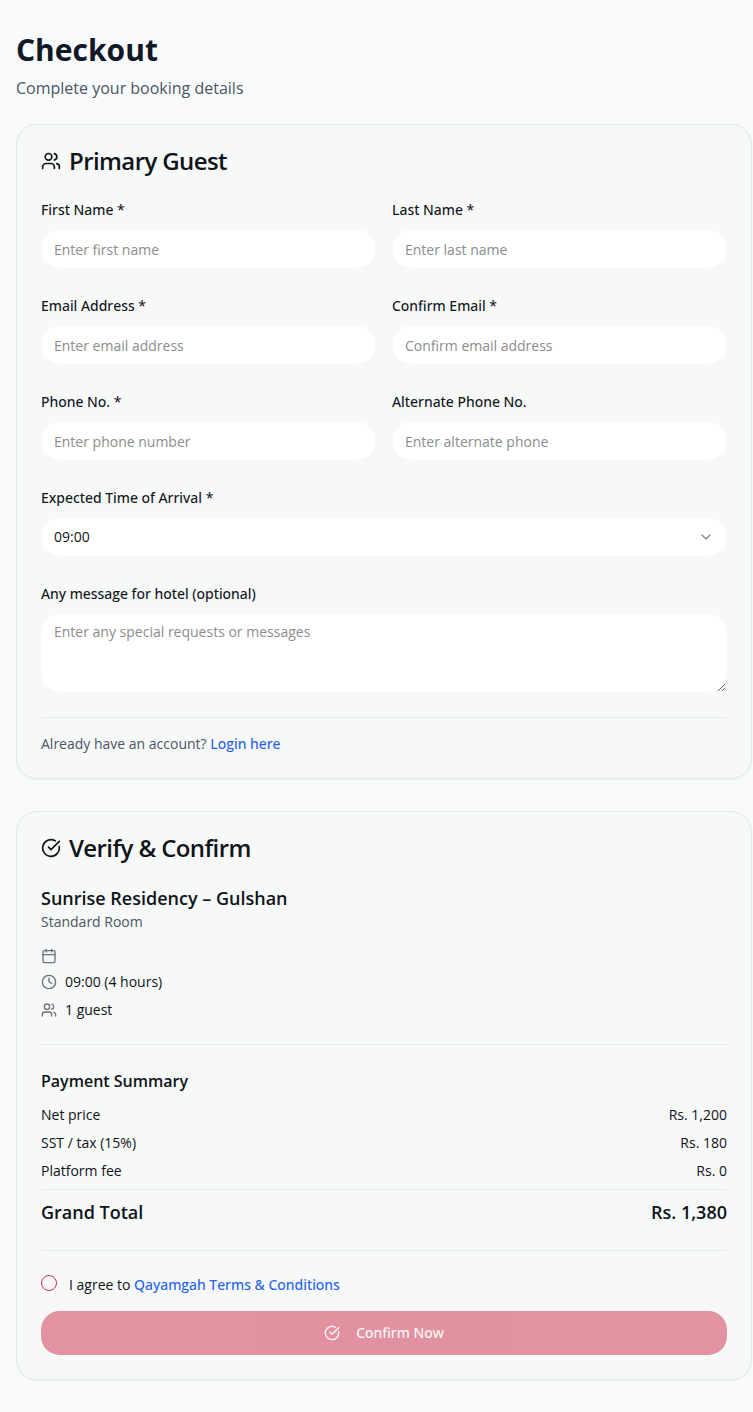 Checkout
Complete your booking details
Primary Guest
First Name *
Last Name *
Enter first name
Enter last name
Email Address *
Confirm Email *
Enter email address
Confirm email address
Phone No. *
Alternate Phone No.
Enter phone number
Enter alternate phone
Expected Time of Arrival *
09:00
Any message for hotel (optional)
Enter any special requests or messages
Already have an account? Login here
Verify & Confirm
Sunrise Residency – Gulshan
Standard Room
09:00 (4 hours)
1 guest
Payment Summary
Net price Rs. 1,200
SST / tax (15%) Rs. 180
Platform fee Rs. 0
Grand Total Rs. 1,380
I agree to Qayamgah Terms & Conditions
Confirm Now